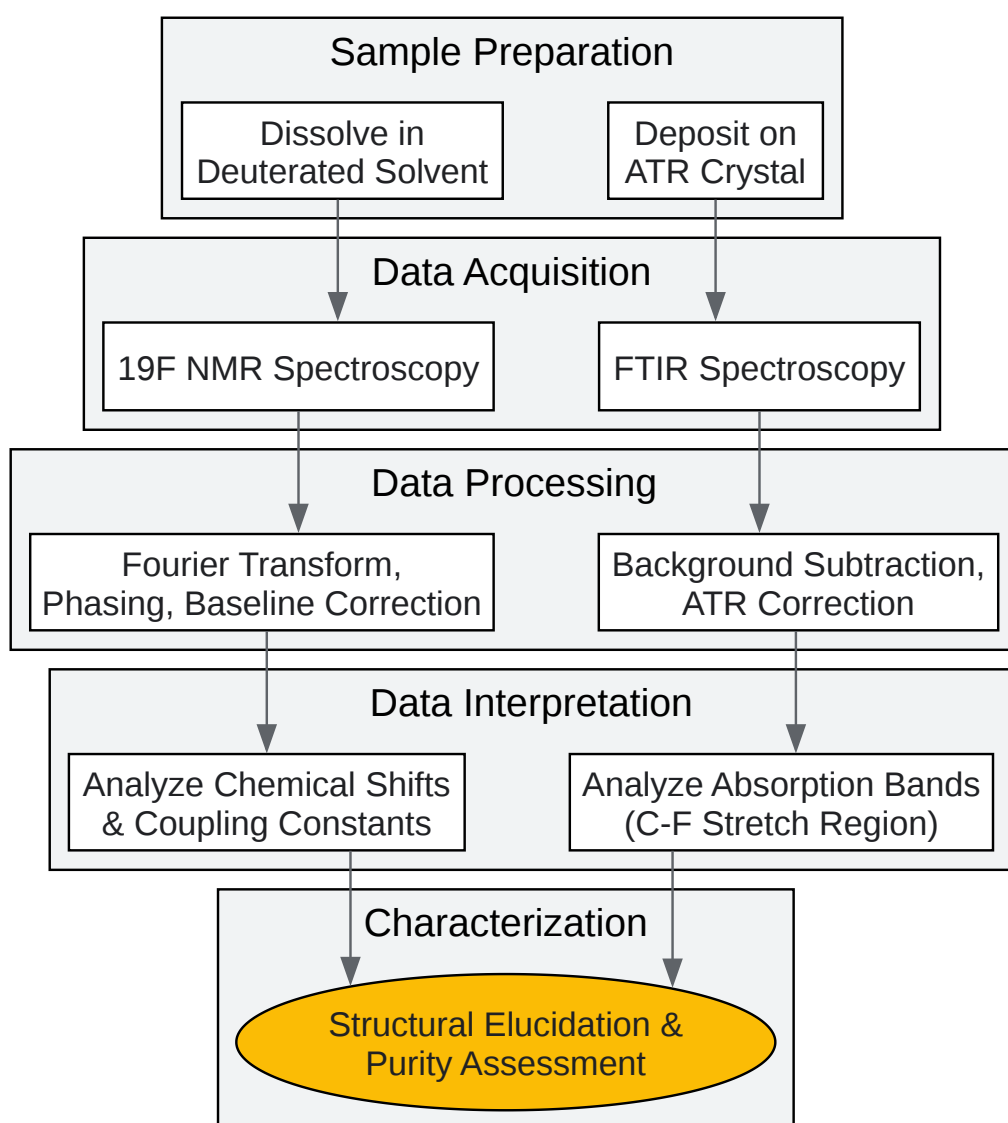 Sample Preparation
Dissolve in
Deuterated Solvent
Deposit on
ATR Crystal
Data Acquisition
19F NMR Spectroscopy
FTIR Spectroscopy
Data Processing
Fourier Transform,
Phasing, Baseline Correction
Background Subtraction,
ATR Correction
Data Interpretation
Analyze Chemical Shifts
& Coupling Constants
Analyze Absorption Bands
(C-F Stretch Region)
Characterization
Structural Elucidation &
Purity Assessment